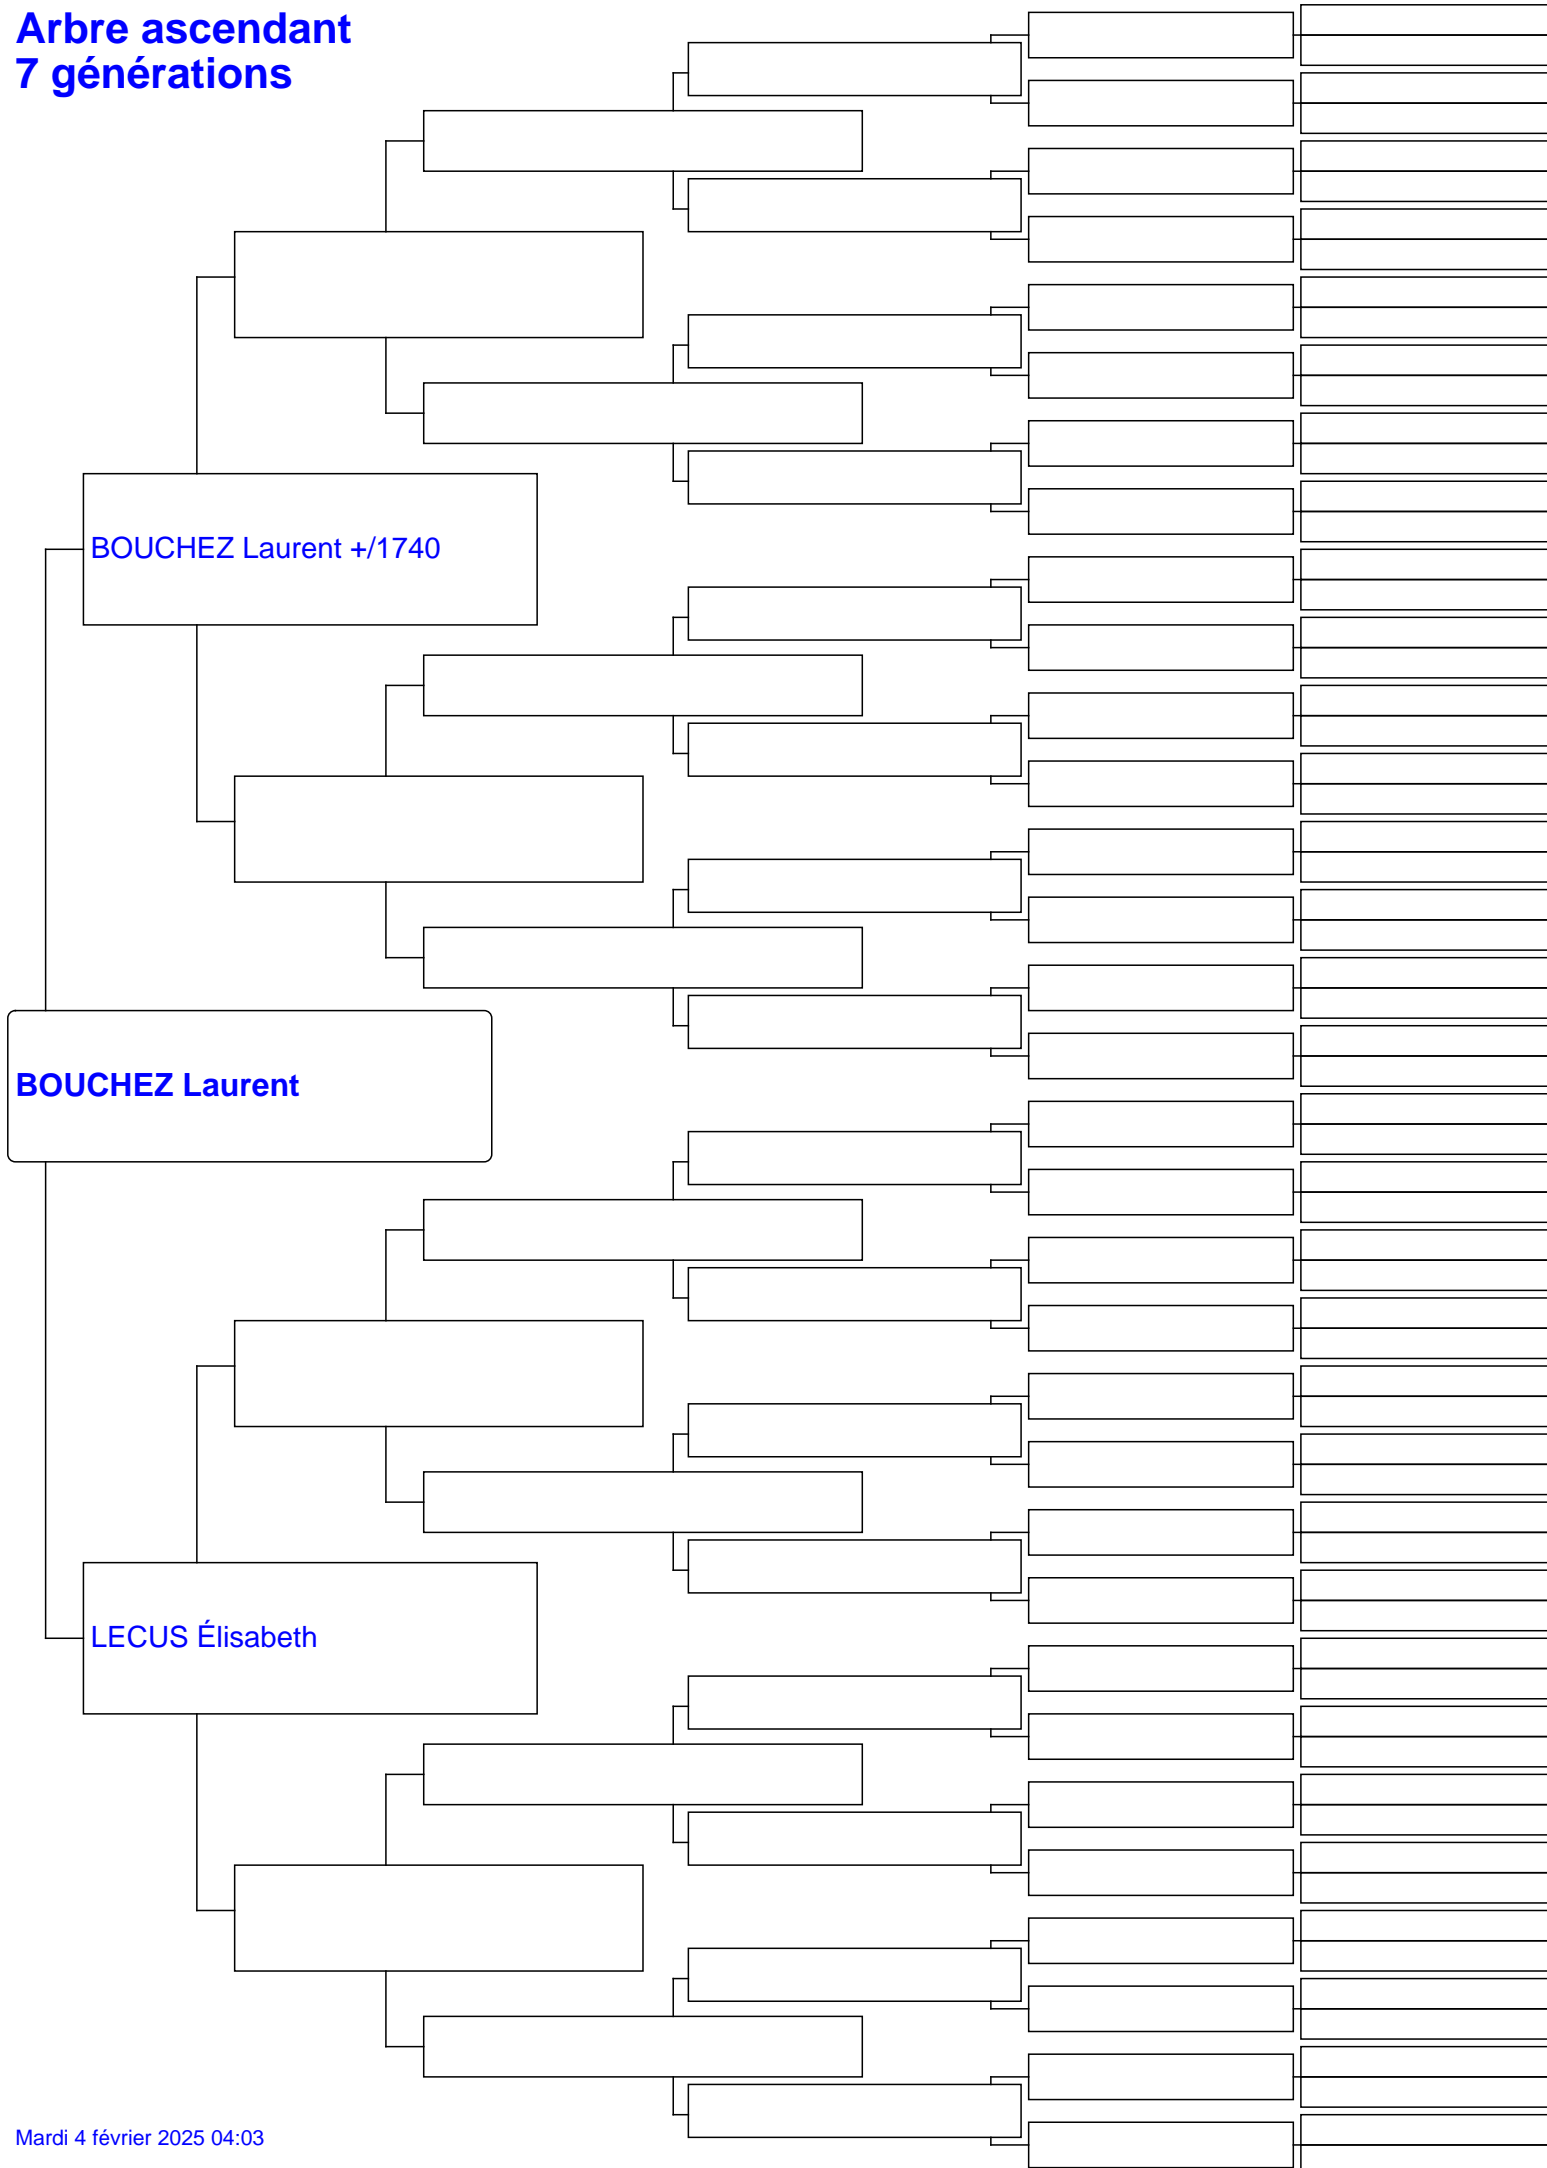 Arbre ascendant
7 générations
BOUCHEZ Laurent +/1740
BOUCHEZ Laurent
LECUS Élisabeth
Mardi 4 février 2025 04:03